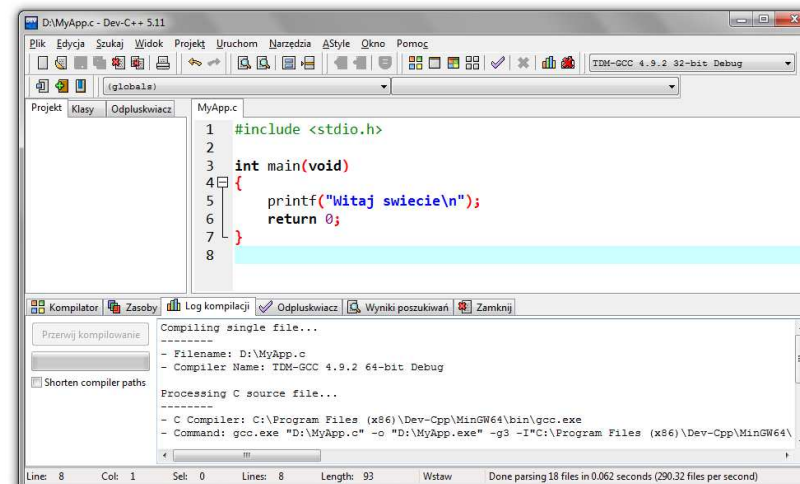 D:\MyApp.c - Dev-C++ 5.11
Plik Edycja Szukaj Widok Projekt Uruchom Narzędzia AStyle Okno Pomoc
TDM-GCC 4.9.2 32-bit Debug
(globals)
Projekt Klasy Odpluskwiacz MyApp.c
1 #include <stdio.h>
2
3 int main(void)
4 {
5 printf("Witaj swiecie\n");
6 return 0;
7 }
8
Kompilator Zasoby Log kompilacji Odpluskwiacz Wyniki poszukiwań Zamknij
Przerwij kompilowanie
Shorten compiler paths
Compiling single file...
--------
- Filename: D:\MyApp.c
- Compiler Name: TDM-GCC 4.9.2 64-bit Debug
Processing C source file...
--------
- C Compiler: C:\Program Files (x86)\Dev-Cpp\MinGW64\bin\gcc.exe
- Command: gcc.exe "D:\MyApp.c" -o "D:\MyApp.exe" -g3 -I"C:\Program Files (x86)\Dev-Cpp\MinGW64\
Line: 8 Col: 1 Sel: 0 Lines: 8 Length: 93 Wstaw Done parsing 18 files in 0.062 seconds (290.32 files per second)